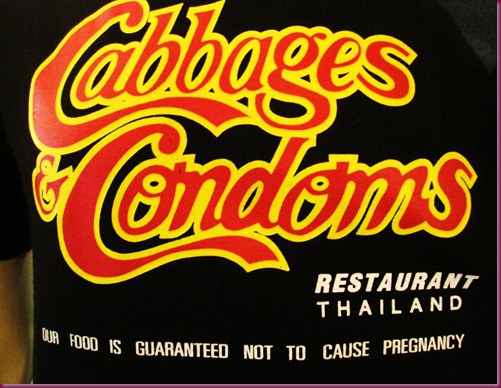 Cabbages
& Condoms
RESTAURANT
THAILAND
OUR FOOD IS GUARANTEED NOT TO CAUSE PREGNANCY